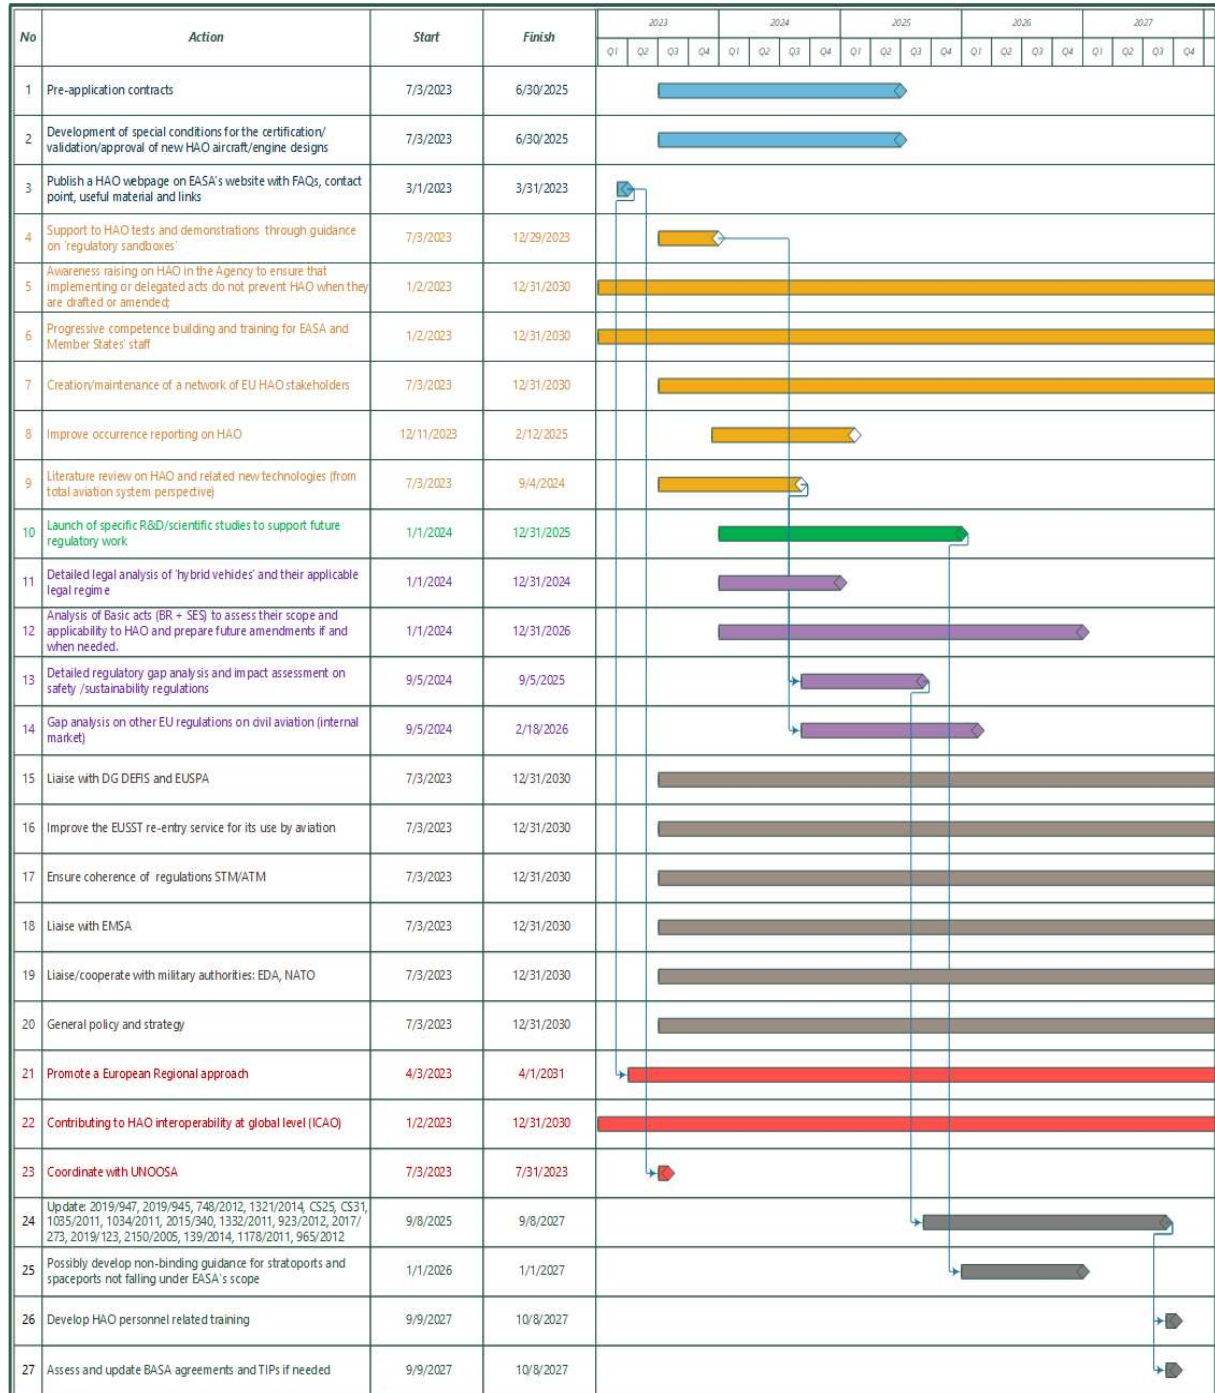 No Action Start Finish 2023 2024 2025 2026 2027
Q1 Q2 Q3 Q4 Q1 Q2 Q3 Q4 Q1 Q2 Q3 Q4 Q1 Q2 Q3 Q4 Q1 Q2 Q3 Q4
1 Pre-application contracts 7/3/2023 6/30/2025
2 Development of special conditions for the certification/
validation/approval of new HAO aircraft/engine designs 7/3/2023 6/30/2025
3 Publish a HAO webpage on EASA's website with FAQs, contact
point, useful material and links 3/1/2023 3/31/2023
4 Support to HAO tests and demonstrations through guidance
on 'regulatory sandboxes' 7/3/2023 12/29/2023
5 Awareness raising on HAO in the Agency to ensure that
implementing or delegated acts do not prevent HAO when they
are drafted or amended; 1/2/2023 12/31/2030
6 Progressive competence building and training for EASA and
Member States' staff 1/2/2023 12/31/2030
7 Creation/maintenance of a network of EU HAO stakeholders 7/3/2023 12/31/2030
8 Improve occurrence reporting on HAO 12/11/2023 2/12/2025
9 Literature review on HAO and related new technologies (from
total aviation system perspective) 7/3/2023 9/4/2024
10 Launch of specific R&D/scientific studies to support future
regulatory work 1/1/2024 12/31/2025
11 Detailed legal analysis of 'hybrid vehicles' and their applicable
legal regime 1/1/2024 12/31/2024
12 Analysis of Basic acts (BR + SES) to assess their scope and
applicability to HAO and prepare future amendments if and
when needed. 1/1/2024 12/31/2026
13 Detailed regulatory gap analysis and impact assessment on
safety /sustainability regulations 9/5/2024 9/5/2025
14 Gap analysis on other EU regulations on civil aviation (internal
market) 9/5/2024 2/18/2026
15 Liaise with DG DEFIS and EUSPA 7/3/2023 12/31/2030
16 Improve the EUSST re-entry service for its use by aviation 7/3/2023 12/31/2030
17 Ensure coherence of regulations STM/ATM 7/3/2023 12/31/2030
18 Liaise with EMSA 7/3/2023 12/31/2030
19 Liaise/cooperate with military authorities: EDA, NATO 7/3/2023 12/31/2030
20 General policy and strategy 7/3/2023 12/31/2030
21 Promote a European Regional approach 4/3/2023 4/1/2031
22 Contributing to HAO interoperability at global level (ICAO) 1/2/2023 12/31/2030
23 Coordinate with UNOOSA 7/3/2023 7/31/2023
24 Update: 2019/947, 2019/945, 748/2012, 1321/2014, CS25, CS31,
1035/2011, 1034/2011, 2015/340, 1332/2011, 923/2012, 2017/
273, 2019/123, 2150/2005, 139/2014, 1178/2011, 965/2012 9/8/2025 9/8/2027
25 Possibly develop non-binding guidance for stratoports and
spaceports not falling under EASA's scope 1/1/2026 1/1/2027
26 Develop HAO personnel related training 9/9/2027 10/8/2027
27 Assess and update BASA agreements and TIPs if needed 9/9/2027 10/8/2027